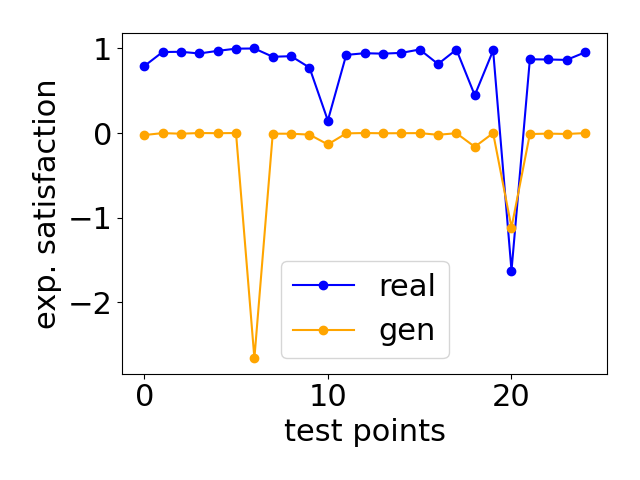 exp. satisfaction
1
0
−1
−2
real
gen
0
10
20
test points